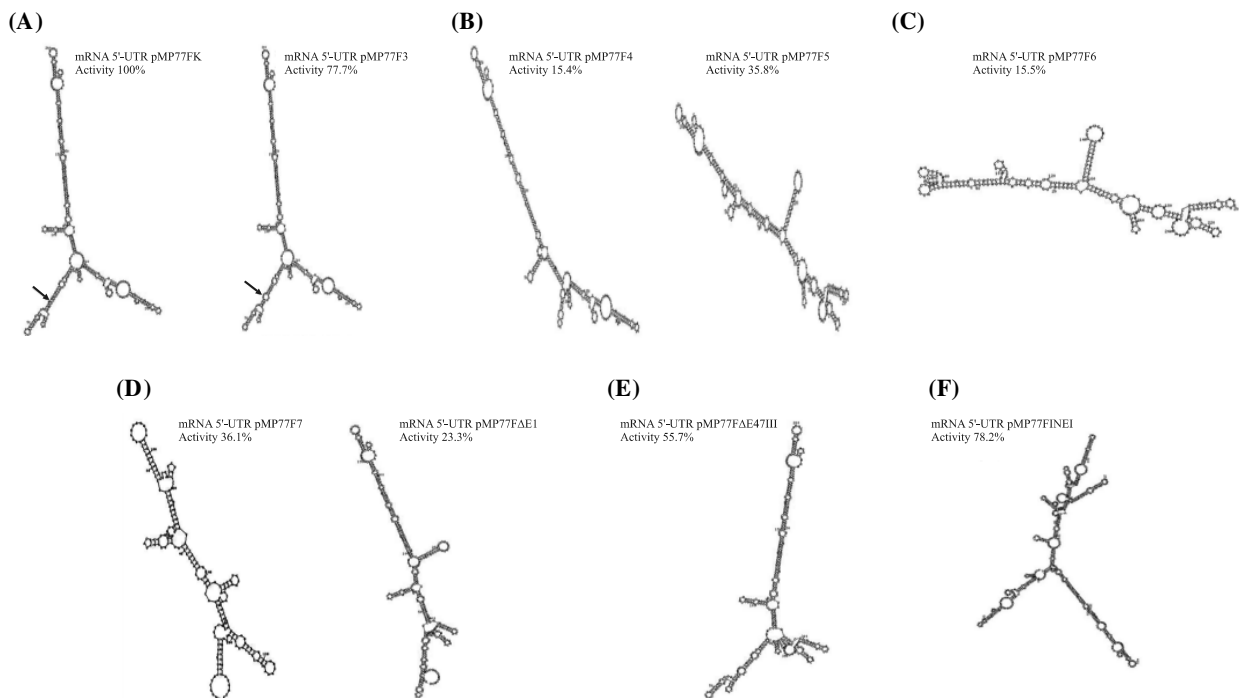 (A)
mRNA 5'-UTR pMP77FK
Activity 100%
mRNA 5'-UTR pMP77F3
Activity 77.7%
(B)
mRNA 5'-UTR pMP77F4
Activity 15.4%
mRNA 5'-UTR pMP77F5
Activity 35.8%
(C)
mRNA 5'-UTR pMP77F6
Activity 15.5%
(D)
mRNA 5'-UTR pMP77F7
Activity 36.1%
mRNA 5'-UTR pMP77FΔE1
Activity 23.3%
(E)
mRNA 5'-UTR pMP77FΔE47III
Activity 55.7%
(F)
mRNA 5'-UTR pMP77FINEI
Activity 78.2%